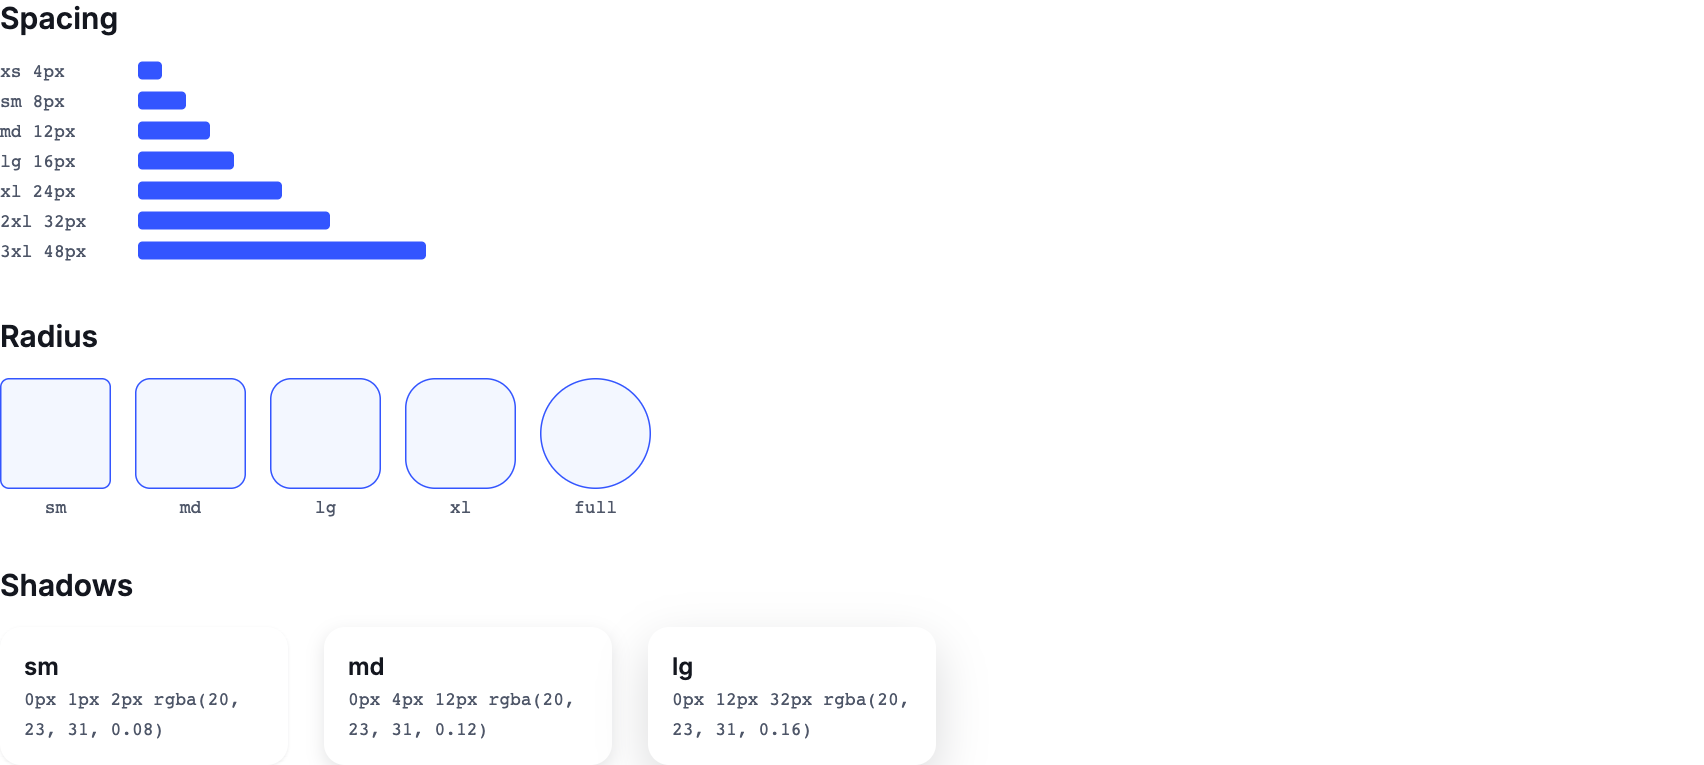 Spacing
xs 4px
sm 8px
md 12px
lg 16px
xl 24px
2xl 32px
3xl 48px
Radius
sm
md
lg
xl
full
Shadows
sm
0px 1px 2px rgba(20,
23, 31, 0.08)
md
0px 4px 12px rgba(20,
23, 31, 0.12)
lg
0px 12px 32px rgba(20,
23, 31, 0.16)